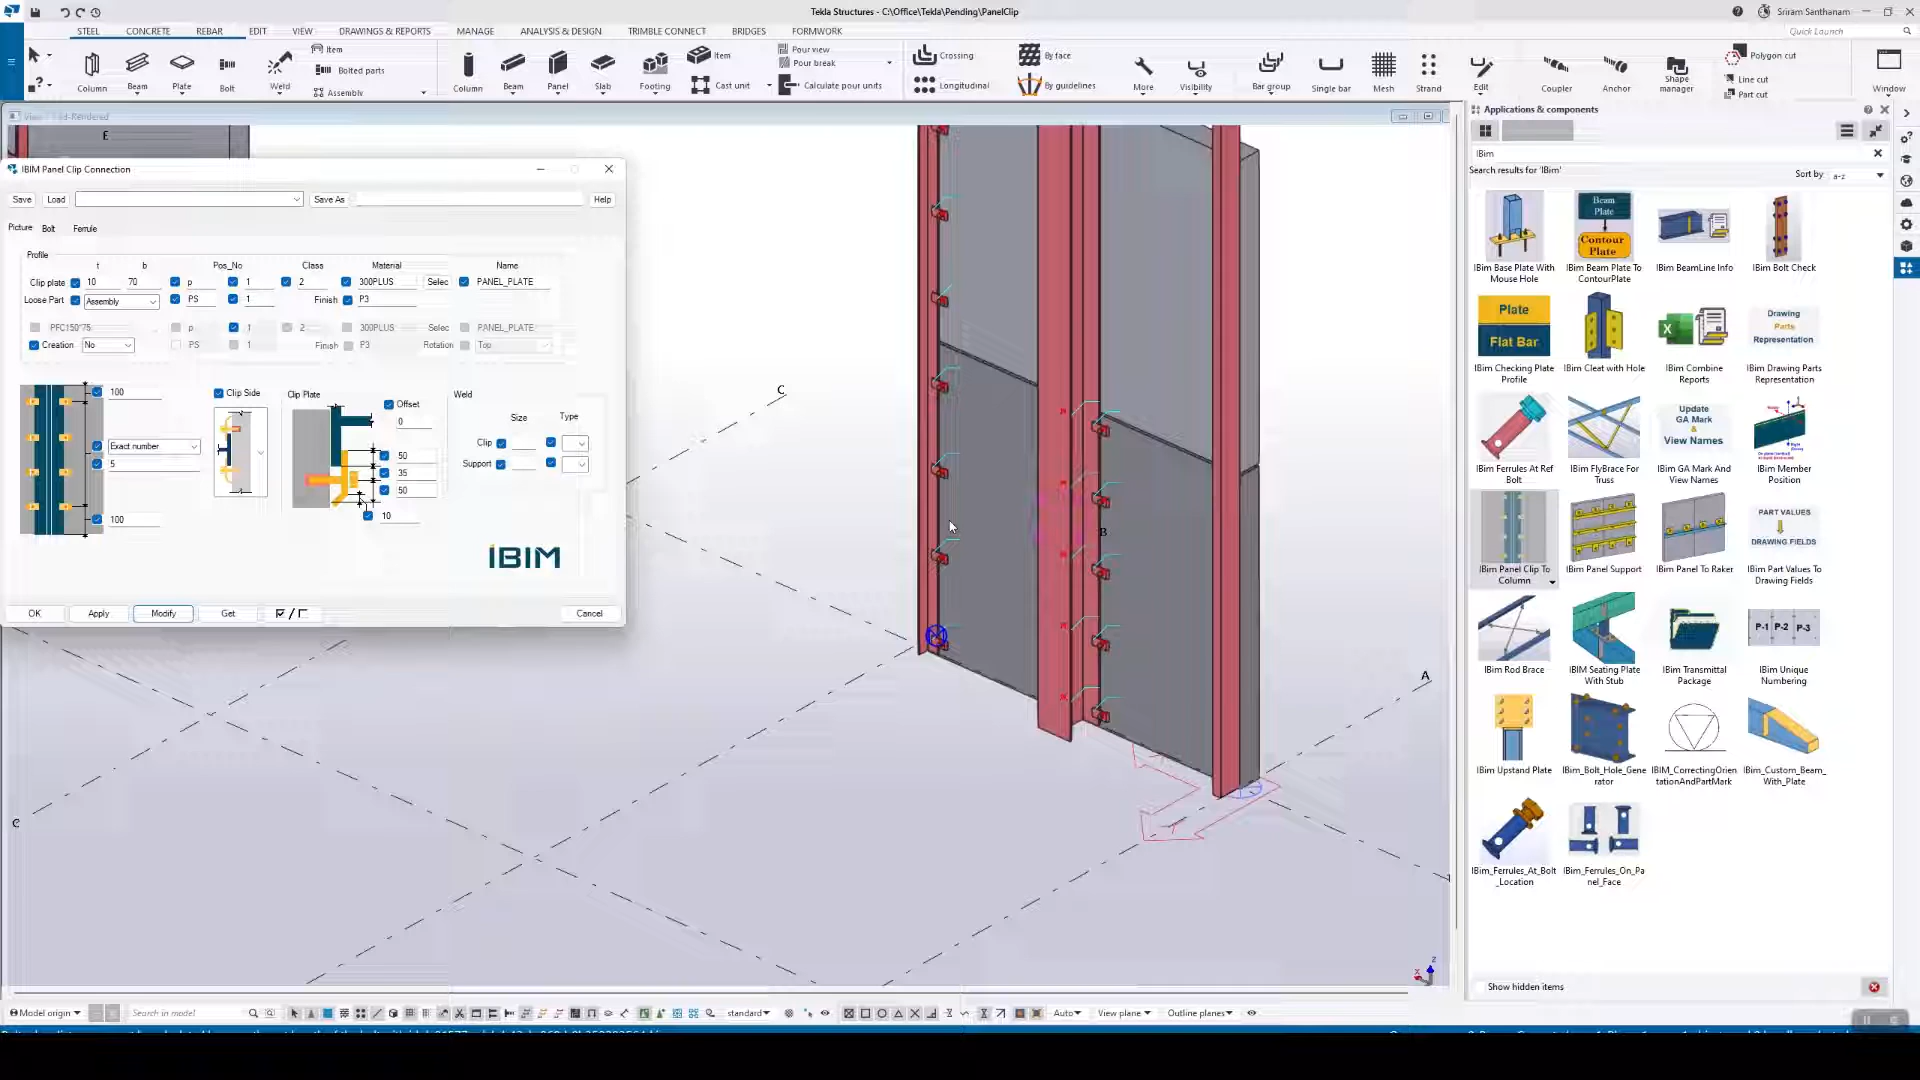 Tekla Structures - C:\Office\Tekla\Pending\PanelClip
Sriram Santhanam
STEEL CONCRETE REBAR EDIT VIEW DRAWINGS & REPORTS MANAGE ANALYSIS & DESIGN TRIMBLE CONNECT BRIDGES FORMWORK
Quick Launch
Column Beam Plate Bolt Weld
Item
Bolted parts
Assembly
Column Beam Panel Slab Footing
Item
Cast unit
Pour view
Pour break
Calculate pour units
Crossing
Longitudinal
By face
By guidelines
More Visibility Bar group Single bar Mesh Strand Edit Coupler Anchor Shape manager
Polygon cut
Line cut
Part cut
Window
E
C
B
A
C
IBIM Panel Clip Connection
Save Load Save As Help
Picture Bolt Ferrule
Profile
t b Pos_No Class Material Name
Clip plate 10 70 p 1 2 300PLUS Selec PANEL_PLATE
Loose Part Assembly PS 1 Finish P3
PFC150*75 p 1 2 300PLUS Selec PANEL_PLATE
Creation No PS 1 Finish P3 Rotation Top
100
Exact number
5
100
Clip Side
Clip Plate
Offset
0
50
35
50
10
Weld
Size Type
Clip
Support
IBIM
OK Apply Modify Get / Cancel
Applications & components
IBim
Search results for 'IBim'
Sort by a-z
Beam
Plate
Contour
Plate
IBim Base Plate With Mouse Hole
IBim Beam Plate To ContourPlate
IBim BeamLine Info
IBim Bolt Check
Plate
Flat Bar
Drawing
Parts
Representation
IBim Checking Plate Profile
IBim Cleat with Hole
IBim Combine Reports
IBim Drawing Parts Representation
Update
GA Mark
&
View Names
IBim Ferrules At Ref Bolt
IBim FlyBrace For Truss
IBim GA Mark And View Names
IBim Member Position
PART VALUES
DRAWING FIELDS
IBim Panel Clip To Column
IBim Panel Support
IBim Panel To Raker
IBim Part Values To Drawing Fields
P-1 P-2 P-3
IBim Rod Brace
IBIM Seating Plate With Stub
IBim Transmittal Package
IBim Unique Numbering
IBim Upstand Plate
IBim_Bolt_Hole_Generator
IBIM_CorrectingOrientationAndPartMark
IBim_Custom_Beam_With_Plate
IBim_Ferrules_At_Bolt_Location
IBim_Ferrules_On_Panel_Face
Show hidden items
Model origin Search in model standard Auto View plane Outline planes